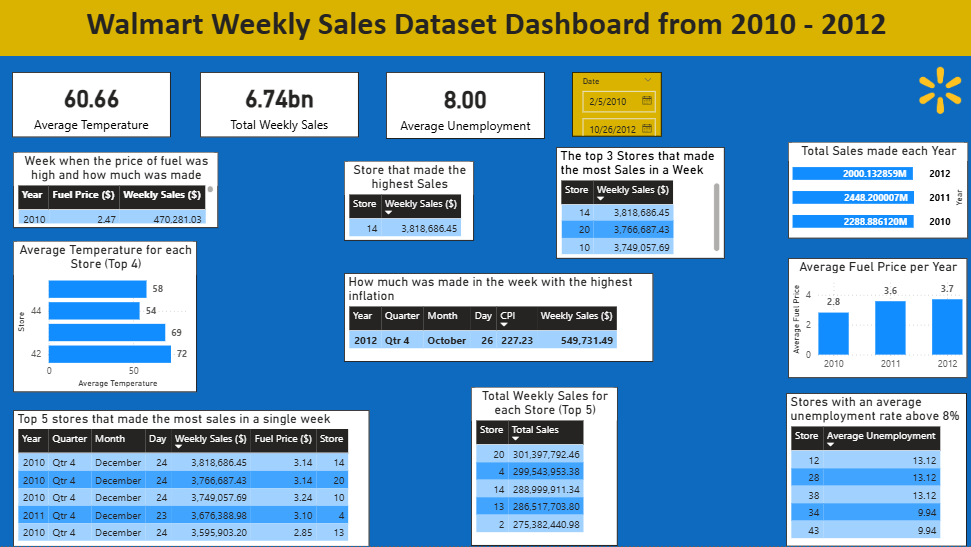 Walmart Weekly Sales Dataset Dashboard from 2010 - 2012
60.66
Average Temperature
6.74bn
Total Weekly Sales
8.00
Average Unemployment
Date
2/5/2010
10/26/2012
Week when the price of fuel was
high and how much was made
Year Fuel Price ($) Weekly Sales ($)
2010 2.47 470,281.03
Store that made the
highest Sales
Store Weekly Sales ($)
14 3,818,686.45
The top 3 Stores that made
the most Sales in a Week
Store Weekly Sales ($)
14 3,818,686.45
20 3,766,687.43
10 3,749,057.69
Total Sales made each Year
2000.132859M 2012
2448.200007M 2011
2288.886120M 2010
Year
Average Temperature for each
Store (Top 4)
58
44 54
69
42 72
Store
0 50
Average Temperature
How much was made in the week with the highest
inflation
Year Quarter Month Day CPI Weekly Sales ($)
2012 Qtr 4 October 26 227.23 549,731.49
Average Fuel Price per Year
Average Fuel Price
4
2
0
2.8 3.6 3.7
2010 2011 2012
Top 5 stores that made the most sales in a single week
Year Quarter Month Day Weekly Sales ($) Fuel Price ($) Store
2010 Qtr 4 December 24 3,818,686.45 3.14 14
2010 Qtr 4 December 24 3,766,687.43 3.14 20
2010 Qtr 4 December 24 3,749,057.69 3.24 10
2011 Qtr 4 December 23 3,676,388.98 3.10 4
2010 Qtr 4 December 24 3,595,903.20 2.85 13
Total Weekly Sales for
each Store (Top 5)
Store Total Sales
20 301,397,792.46
4 299,543,953.38
14 288,999,911.34
13 286,517,703.80
2 275,382,440.98
Stores with an average
unemployment rate above 8%
Store Average Unemployment
12 13.12
28 13.12
38 13.12
34 9.94
43 9.94